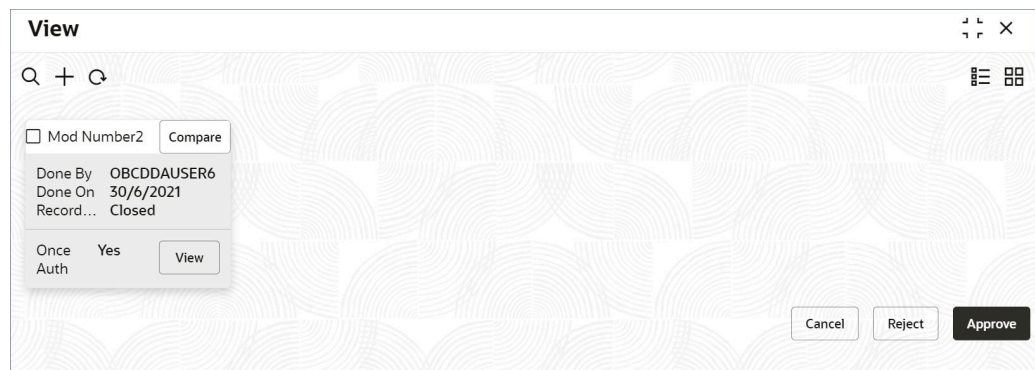 View
Mod Number2 Compare
Done By OBCDDAUSER6
Done On 30/6/2021
Record... Closed
Once Auth Yes View
Cancel Reject Approve